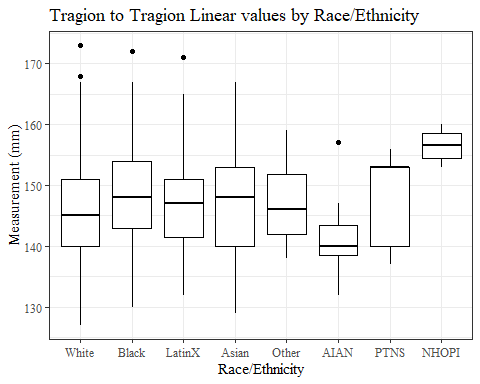 Tragion to Tragion Linear values by Race/Ethnicity
170
160
150
140
130
Measurement (mm)
White Black LatinX Asian Other AIAN PTNS NHOPI
Race/Ethnicity